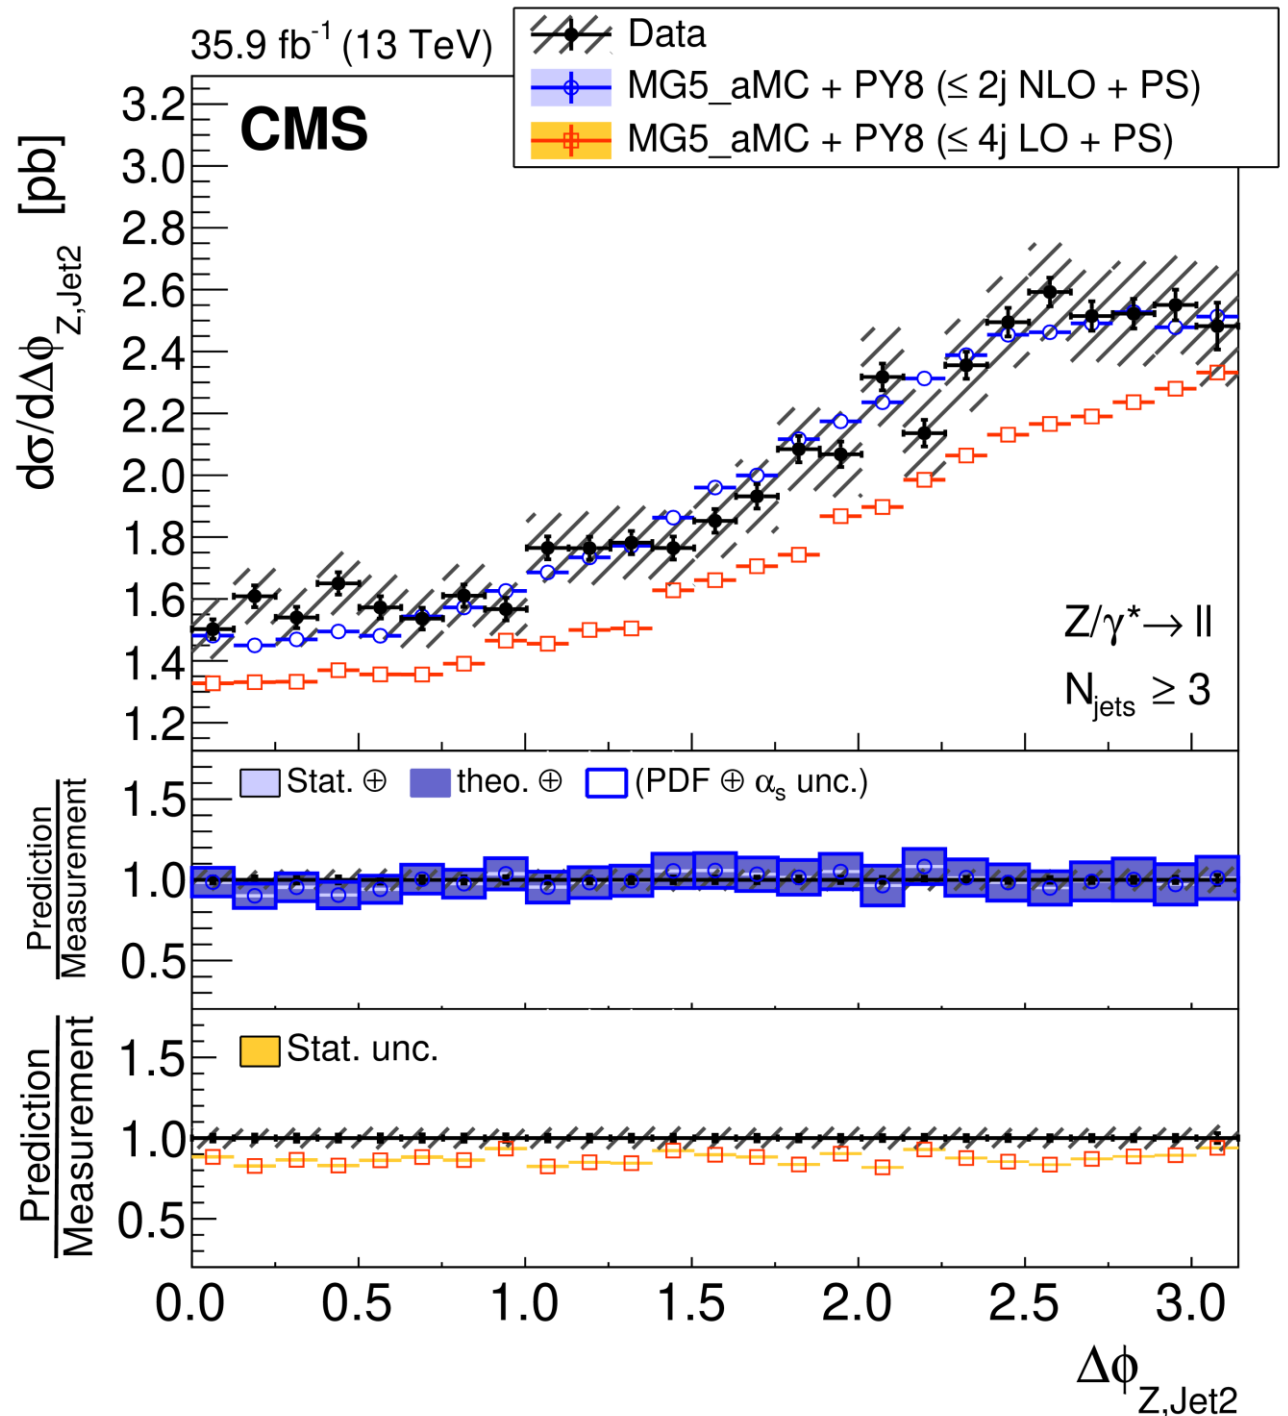 35.9 fb⁻¹ (13 TeV)
Data
MG5_aMC + PY8 (≤ 2j NLO + PS)
MG5_aMC + PY8 (≤ 4j LO + PS)
CMS
dσ/dΔϕ_Z,Jet2 [pb]
3.2
3.0
2.8
2.6
2.4
2.2
2.0
1.8
1.6
1.4
1.2
Z/γ*→ ll
N_jets ≥ 3
Prediction
Measurement
Stat. ⊕ theo. ⊕ (PDF ⊕ α_s unc.)
1.5
1.0
0.5
Prediction
Measurement
Stat. unc.
1.5
1.0
0.5
0.0 0.5 1.0 1.5 2.0 2.5 3.0
Δϕ_Z,Jet2